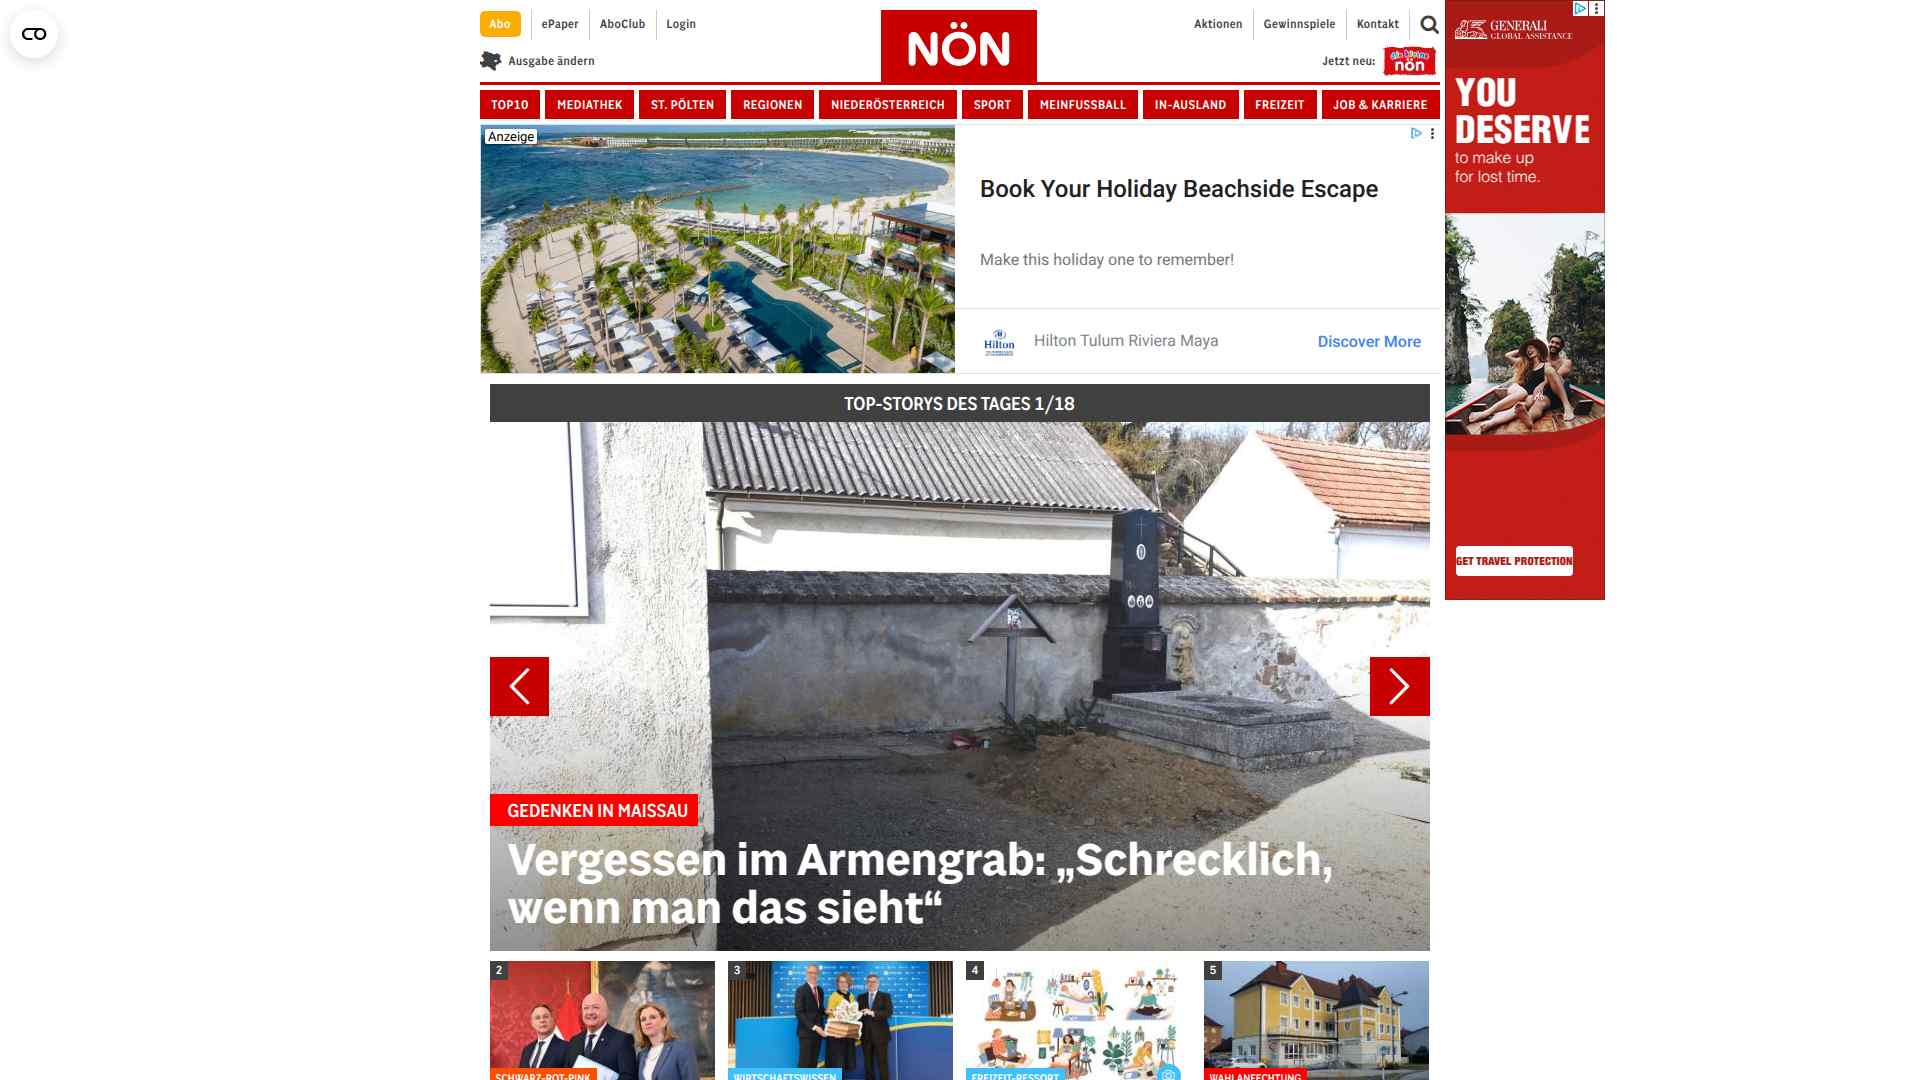 Abo
ePaper
AboClub
Login
Aktionen
Gewinnspiele
Kontakt
NÖN
Ausgabe ändern
Jetzt neu:
nön
TOP10
MEDIATHEK
ST. PÖLTEN
REGIONEN
NIEDERÖSTERREICH
SPORT
MEINFUSSBALL
IN-AUSLAND
FREIZEIT
JOB & KARRIERE
GENERALI
GLOBAL ASSISTANCE
YOU
DESERVE
to make up
for lost time.
GET TRAVEL PROTECTION
Anzeige
Book Your Holiday Beachside Escape
Make this holiday one to remember!
Hilton
Hilton Tulum Riviera Maya
Discover More
TOP-STORYS DES TAGES 1/18
GEDENKEN IN MAISSAU
Vergessen im Armengrab: „Schrecklich,
wenn man das sieht“
2
3
4
5
SCHWARZ-ROT-PINK
WIRTSCHAFTSWISSEN
FREIZEIT-RESSORT
WAHLANFECHTUNG